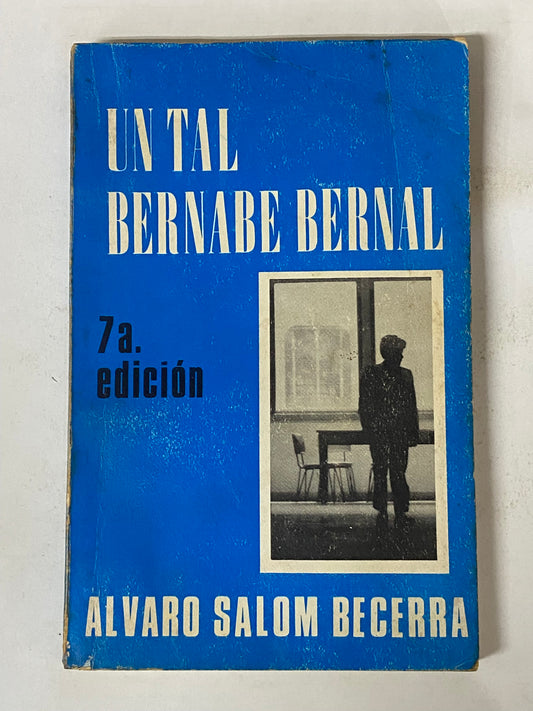 UN TAL
BERNABE BERNAL
7a.
edición
ALVARO SALOM BECERRA